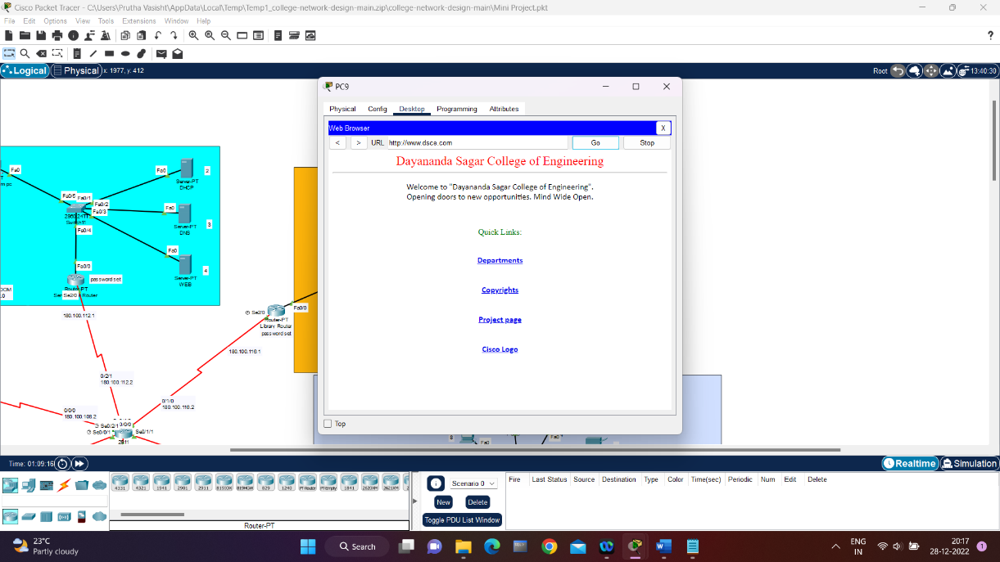 Cisco Packet Tracer - C:\Users\Prutha Vasisht\AppData\Local\Temp\Temp1_college-network-design-main.zip\college-network-design-main\Mini Project.pkt
File Edit Options View Tools Extensions Window Help
?
Logical Physical x: 1977, y: 412
Root 13:40:30
PC9
Physical Config Desktop Programming Attributes
Web Browser X
< > URL http://www.dsce.com Go Stop
Dayananda Sagar College of Engineering
Welcome to "Dayananda Sagar College of Engineering".
Opening doors to new opportunities. Mind Wide Open.
Quick Links:
Departments
Copyrights
Project page
Cisco Logo
Top
Fa0
m.pc
Fa0
2
Server-PT
DHCP
Fa0/5 Fa0/1
Fa0/2
Fa0/3
Switch11
Fa0/4
Fa0
3
Server-PT
DNS
Fa0
4
Server-PT
WEB
Fa0/0
password set
Router-PT
Se2/0 Router
OOM
.0
180.100.112.1
Se2/0
Fa0/0
Router-PT
Library Router
password set
180.100.116.1
0/2/1
180.100.112.2
0/1/0
180.100.116.2
0/0/0
180.100.108.2
Se0/2/1 0/0/0
Se0/0/1 Se0/1/1
2811
8
Fa0
Fa0
Time: 01:09:16
Realtime Simulation
4331 4321 1941 2901 2911 819IOX 819HGW 829 1240 PT Router PT Empty 1841 2620XM 2621XM
Router-PT
Scenario 0
New Delete
Toggle PDU List Window
Fire Last Status Source Destination Type Color Time(sec) Periodic Num Edit Delete
23°C
Partly cloudy
Search
ENG
IN
20:17
28-12-2022
1